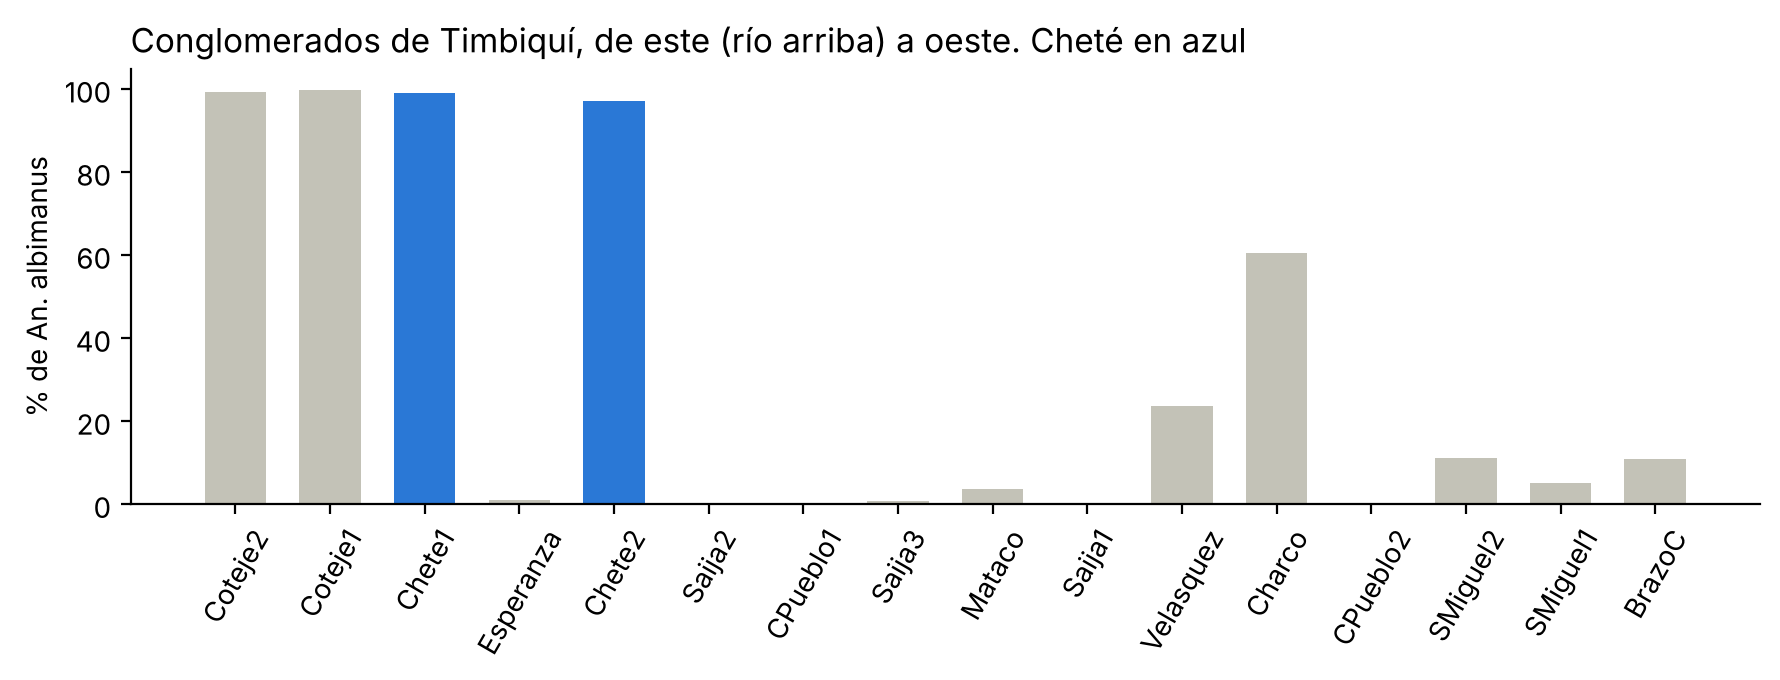 Conglomerados de Timbiquí, de este (río arriba) a oeste. Cheté en azul
% de An. albimanus
100
80
60
40
20
0
Coteje2
Coteje1
Chete1
Esperanza
Chete2
Saija2
CPueblo1
Saija3
Mataco
Saija1
Velasquez
Charco
CPueblo2
SMiguel2
SMiguel1
BrazoC